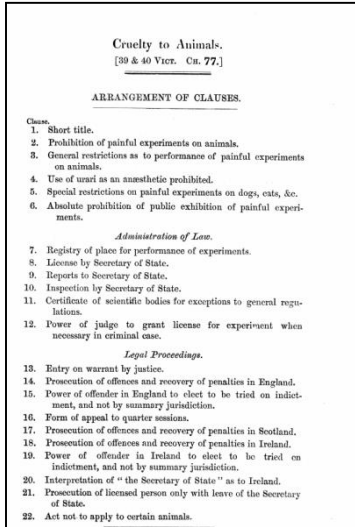 Cruelty to Animals.
[39 & 40 VICT. CH. 77.]
ARRANGEMENT OF CLAUSES.
Clause.
1. Short title.
2. Prohibition of painful experiments on animals.
3. General restrictions as to performance of painful experiments
on animals.
4. Use of urari as an anæsthetic prohibited.
5. Special restrictions on painful experiments on dogs, cats, &c.
6. Absolute prohibition of public exhibition of painful experi-
ments.
Administration of Law.
7. Registry of place for performance of experiments.
8. License by Secretary of State.
9. Reports to Secretary of State.
10. Inspection by Secretary of State.
11. Certificate of scientific bodies for exceptions to general regu-
lations.
12. Power of judge to grant license for experiment when
necessary in criminal case.
Legal Proceedings.
13. Entry on warrant by justice.
14. Prosecution of offences and recovery of penalties in England.
15. Power of offender in England to elect to be tried on indict-
ment, and not by summary jurisdiction.
16. Form of appeal to quarter sessions.
17. Prosecution of offences and recovery of penalties in Scotland.
18. Prosecution of offences and recovery of penalties in Ireland.
19. Power of offender in Ireland to elect to be tried on
indictment, and not by summary jurisdiction.
20. Interpretation of "the Secretary of State" as to Ireland.
21. Prosecution of licensed person only with leave of the Secretary
of State.
22. Act not to apply to certain animals.